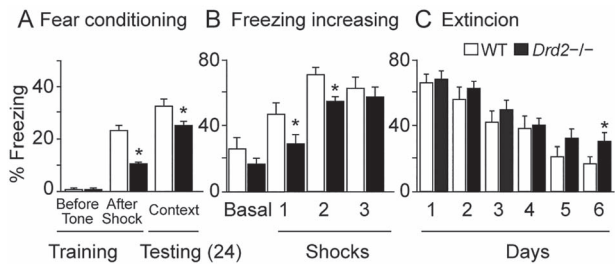 A Fear conditioning
B Freezing increasing
C Extincion
WT Drd2−/−
% Freezing
40
20
0
Before Tone
After Shock
Context
Training
Testing (24)
80
40
0
Basal 1 2 3
Shocks
80
40
0
1 2 3 4 5 6
Days
* * * * *